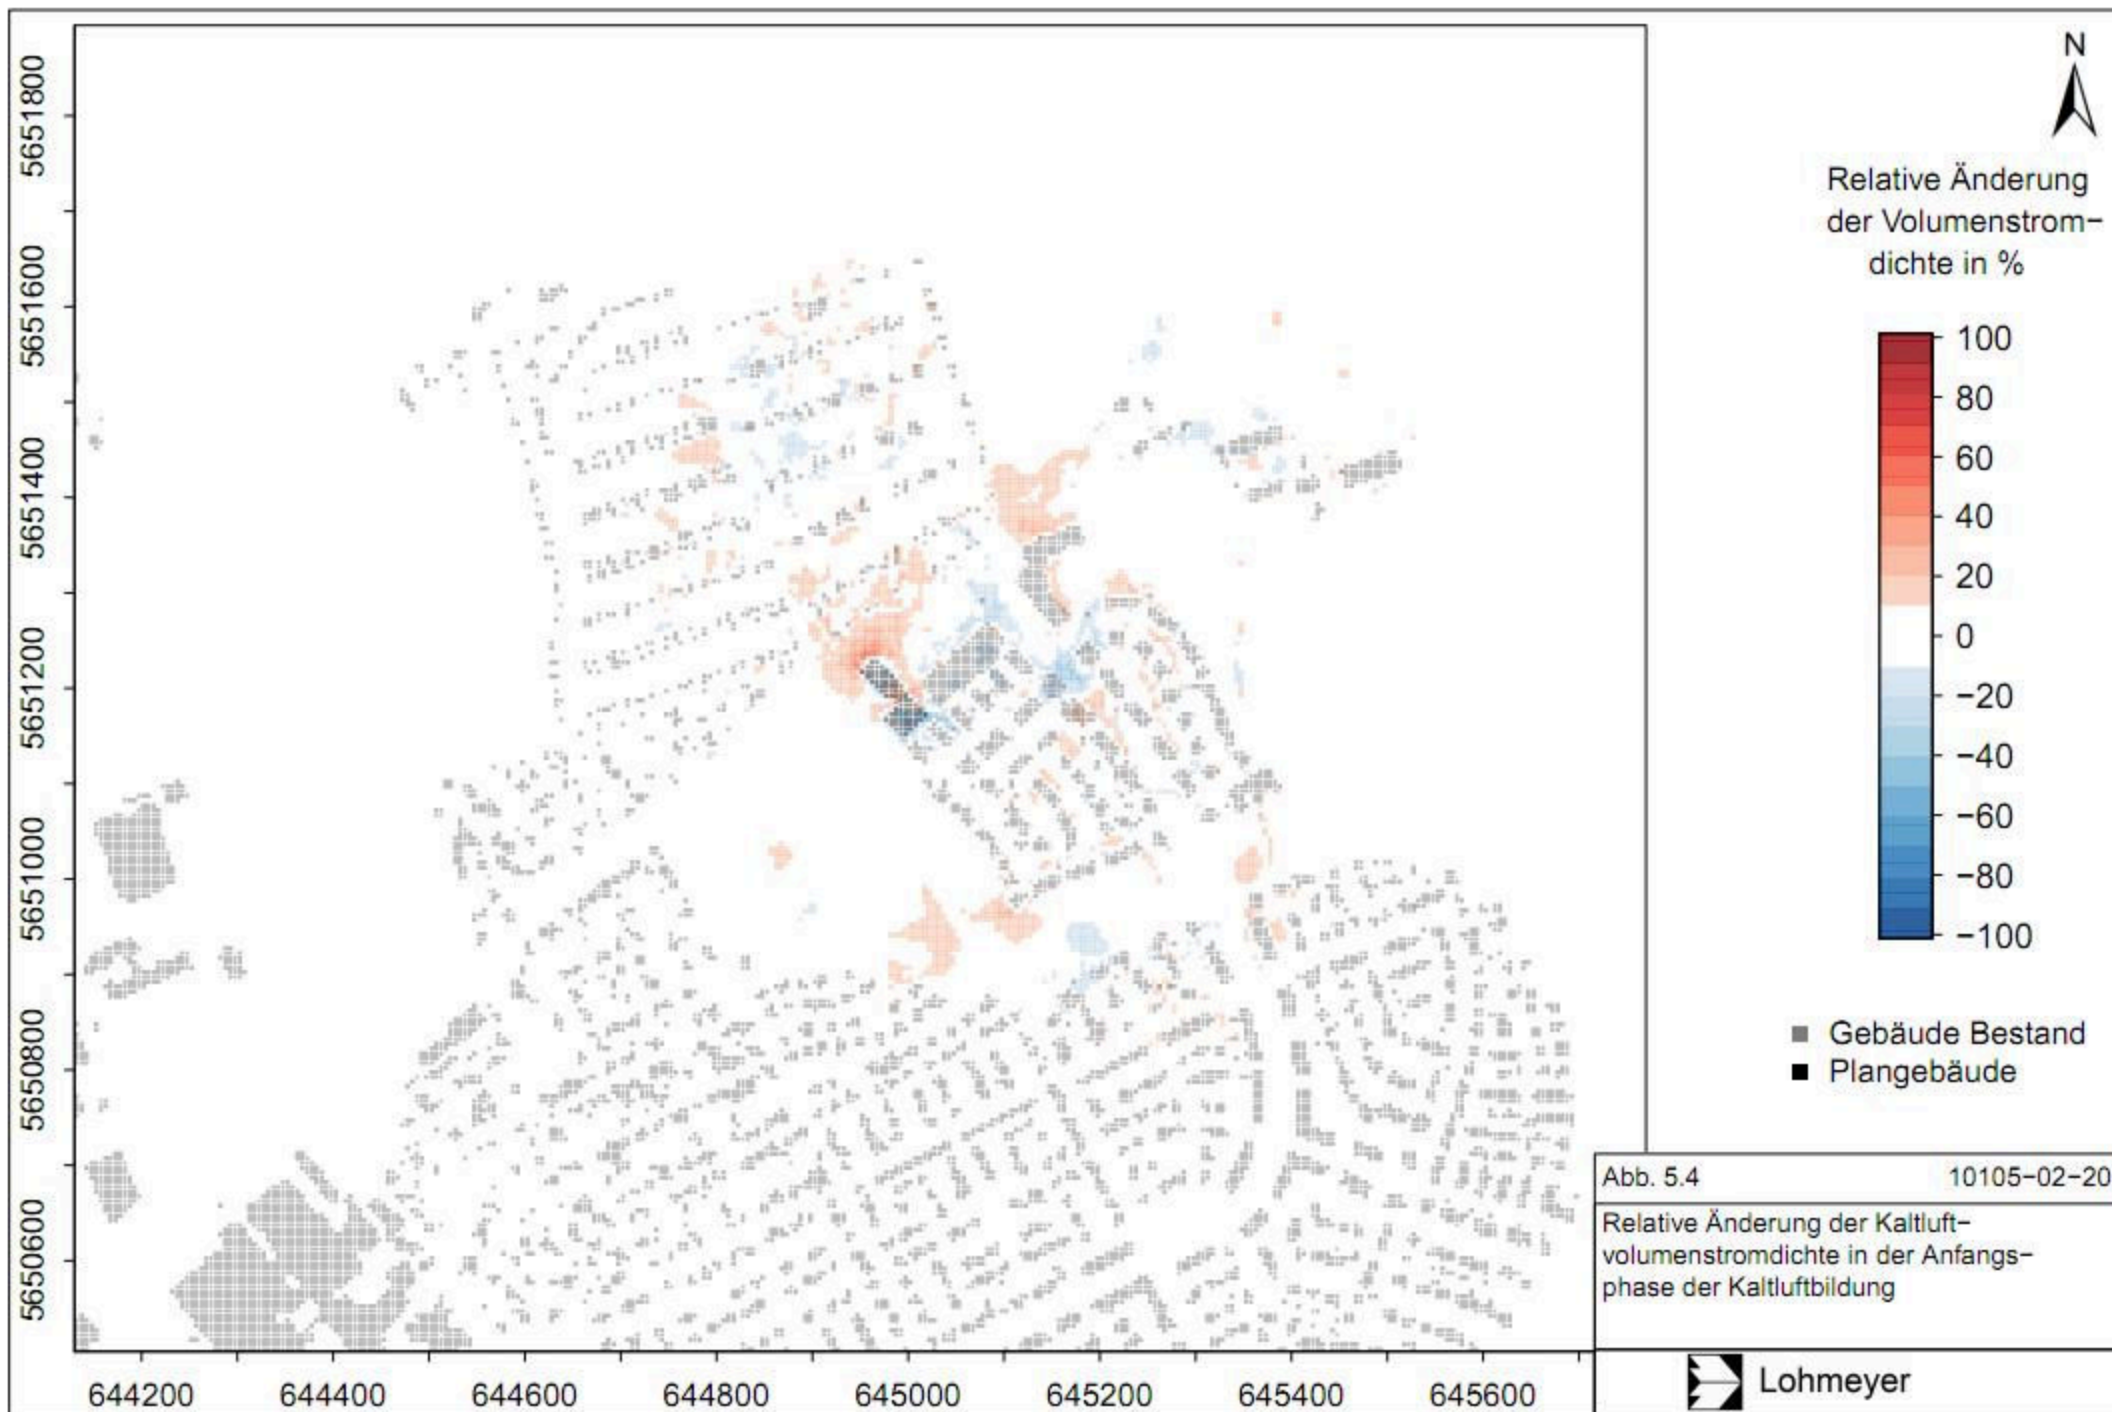 N
Relative Änderung
der Volumenstrom−
dichte in %
100
80
60
40
20
0
−20
−40
−60
−80
−100
Gebäude Bestand
Plangebäude
5651800
5651600
5651400
5651200
5651000
5650800
5650600
644200 644400 644600 644800 645000 645200 645400 645600
Abb. 5.4 10105−02−20
Relative Änderung der Kaltluft−
volumenstromdichte in der Anfangs−
phase der Kaltluftbildung
Lohmeyer